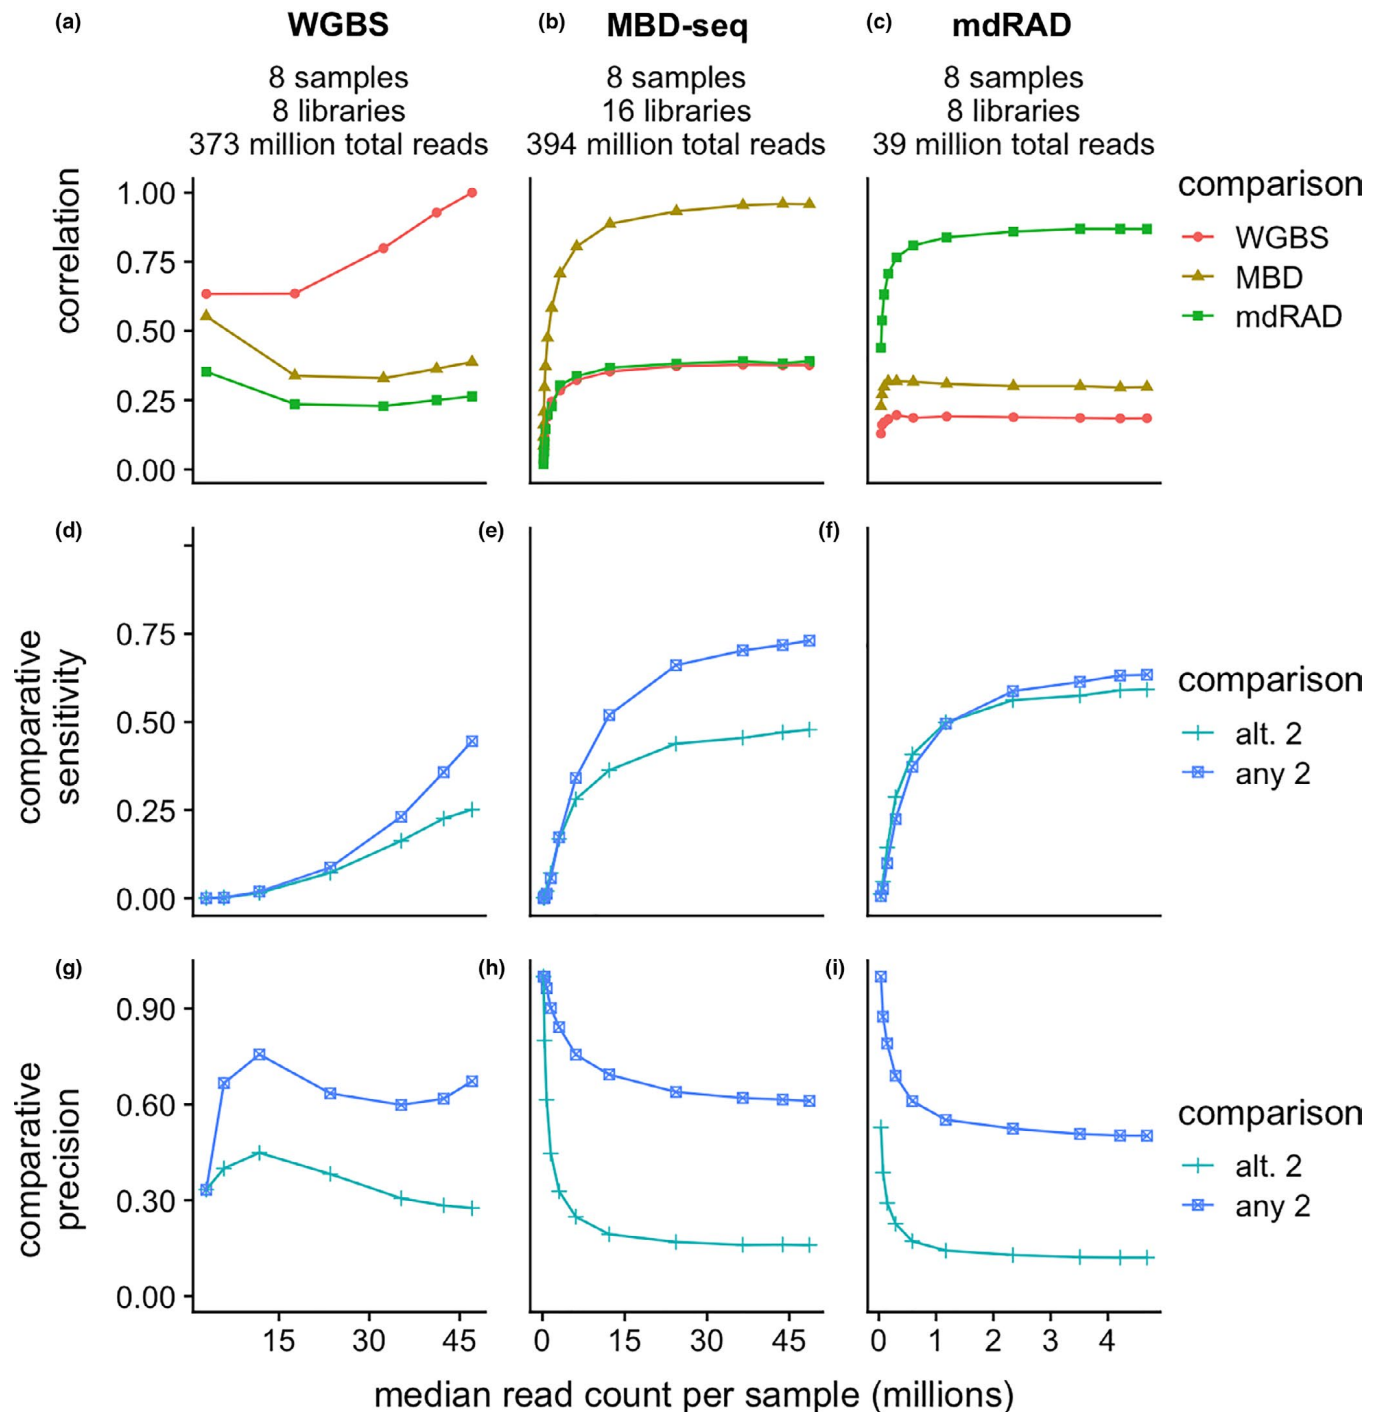 (a) WGBS (b) MBD-seq (c) mdRAD
8 samples 8 samples 8 samples
8 libraries 16 libraries 8 libraries
373 million total reads 394 million total reads 39 million total reads
correlation
1.00
0.75
0.50
0.25
0.00
comparison
WGBS
MBD
mdRAD
(d) (e) (f)
comparative
sensitivity
0.75
0.50
0.25
0.00
comparison
alt. 2
any 2
(g) (h) (i)
comparative
precision
0.90
0.60
0.30
0.00
comparison
alt. 2
any 2
15 30 45 0 15 30 45 0 1 2 3 4
median read count per sample (millions)